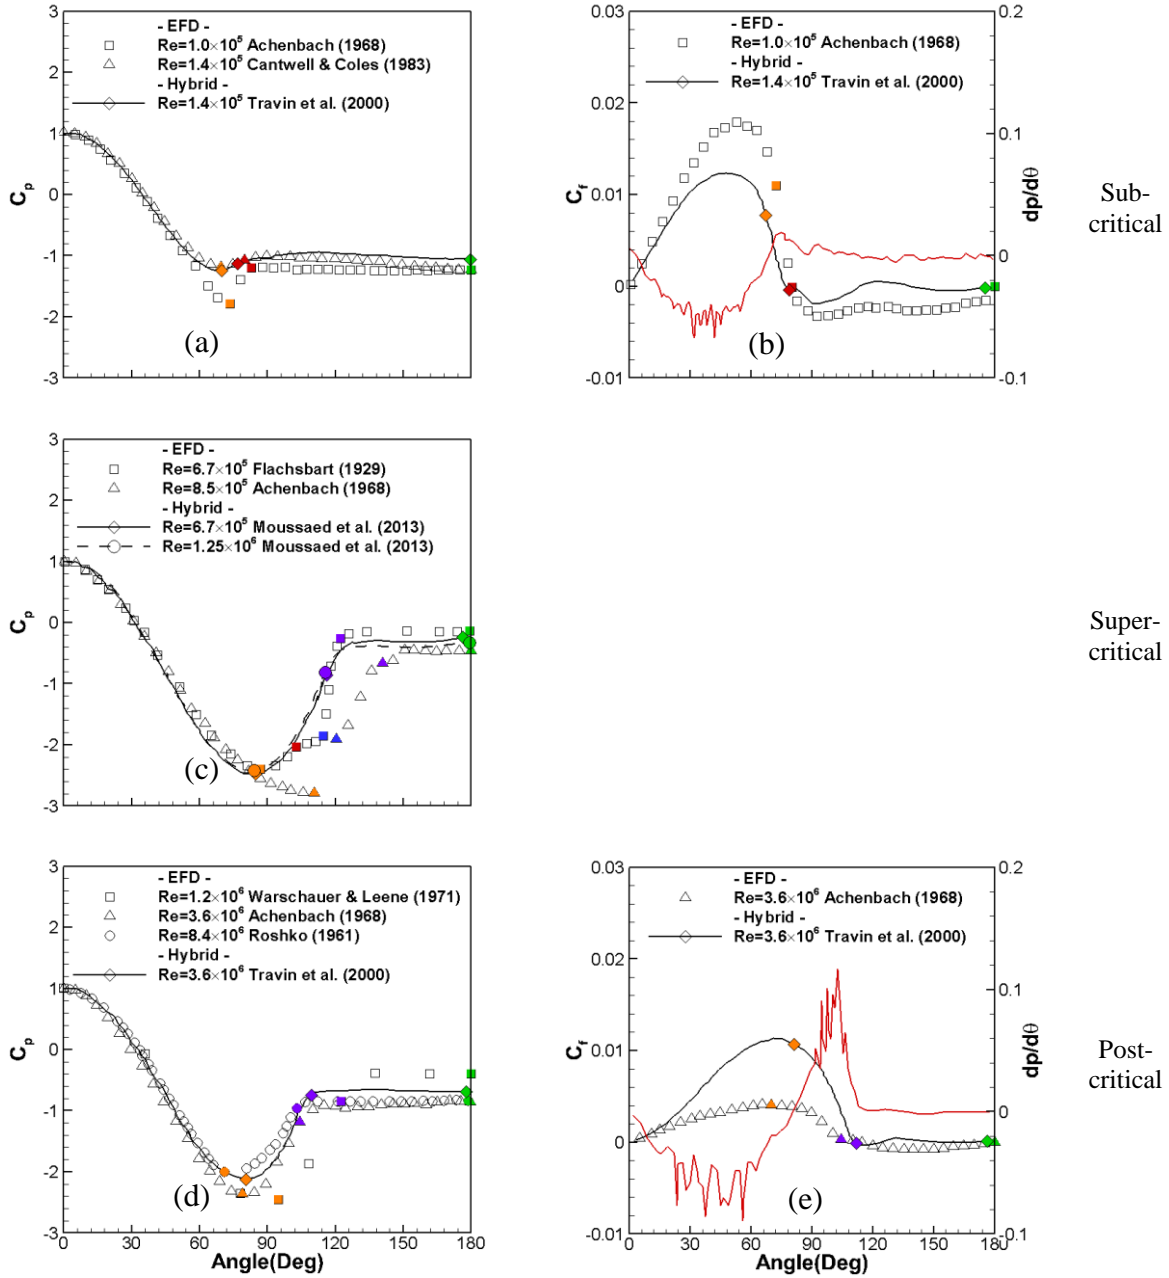 - EFD -
Re=1.0×10⁵ Achenbach (1968)
Re=1.4×10⁵ Cantwell & Coles (1983)
- Hybrid -
Re=1.4×10⁵ Travin et al. (2000)
3
2
1
0
-1
-2
-3
Cp
(a)
- EFD -
Re=1.0×10⁵ Achenbach (1968)
- Hybrid -
Re=1.4×10⁵ Travin et al. (2000)
0.03
0.02
0.01
0
-0.01
Cf
0.2
0.1
0
-0.1
dp/dθ
(b)
Sub-
critical
- EFD -
Re=6.7×10⁵ Flachsbart (1929)
Re=8.5×10⁵ Achenbach (1968)
- Hybrid -
Re=6.7×10⁵ Moussaed et al. (2013)
Re=1.25×10⁶ Moussaed et al. (2013)
3
2
1
0
-1
-2
-3
Cp
(c)
Super-
critical
- EFD -
Re=1.2×10⁶ Warschauer & Leene (1971)
Re=3.6×10⁶ Achenbach (1968)
Re=8.4×10⁶ Roshko (1961)
- Hybrid -
Re=3.6×10⁶ Travin et al. (2000)
3
2
1
0
-1
-2
-3
Cp
(d)
0 30 60 90 120 150 180
Angle(Deg)
- EFD -
Re=3.6×10⁶ Achenbach (1968)
- Hybrid -
Re=3.6×10⁶ Travin et al. (2000)
0.03
0.02
0.01
0
-0.01
Cf
0.2
0.1
0
-0.1
dp/dθ
(e)
0 30 60 90 120 150 180
Angle(Deg)
Post-
critical